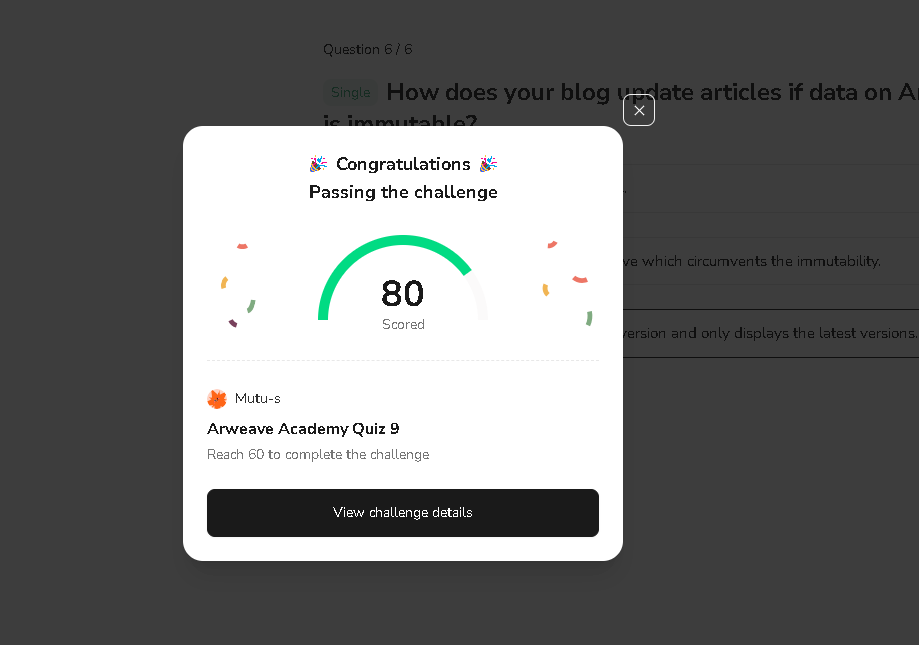 Question 6 / 6
Single How does your blog update articles if data on Ar
is immutable?
Congratulations
Passing the challenge
80
Scored
ve which circumvents the immutability.
version and only displays the latest versions.
Mutu-s
Arweave Academy Quiz 9
Reach 60 to complete the challenge
View challenge details